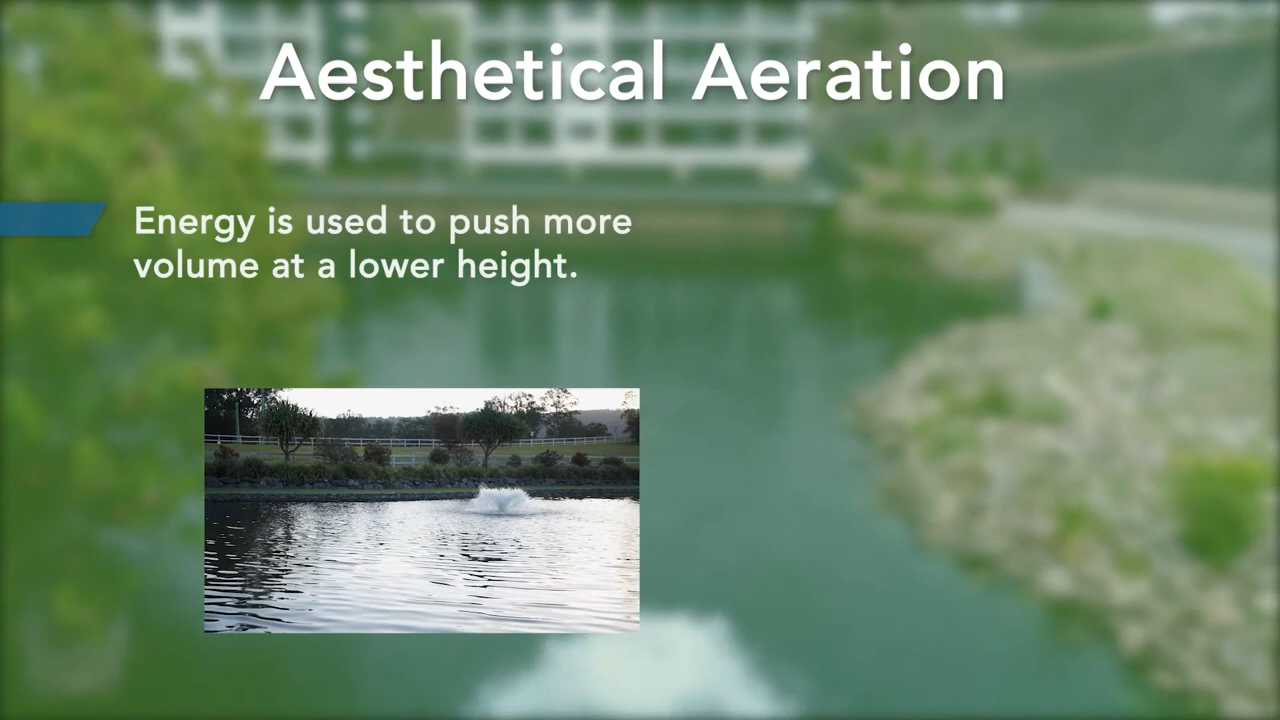 Aesthetical Aeration
Energy is used to push more
volume at a lower height.